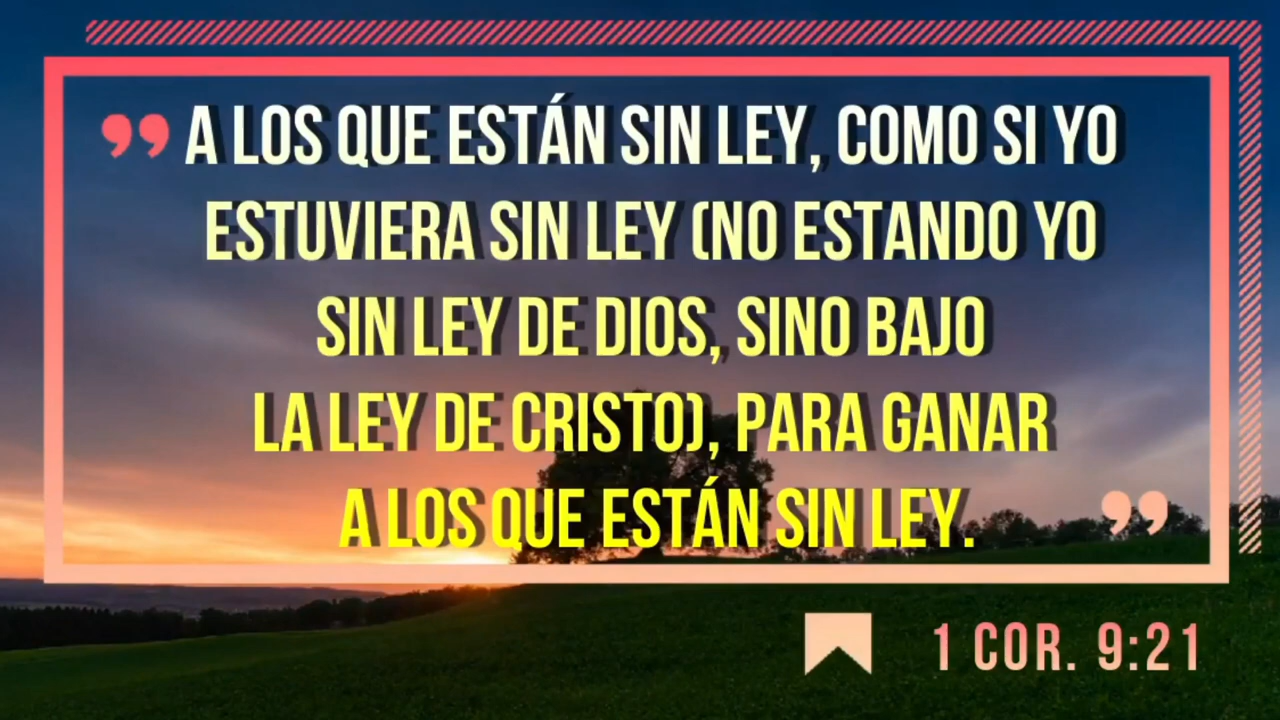 ” A LOS QUE ESTÁN SIN LEY, COMO SI YO
ESTUVIERA SIN LEY (NO ESTANDO YO
SIN LEY DE DIOS, SINO BAJO
LA LEY DE CRISTO), PARA GANAR
A LOS QUE ESTÁN SIN LEY. ”
1 COR. 9:21